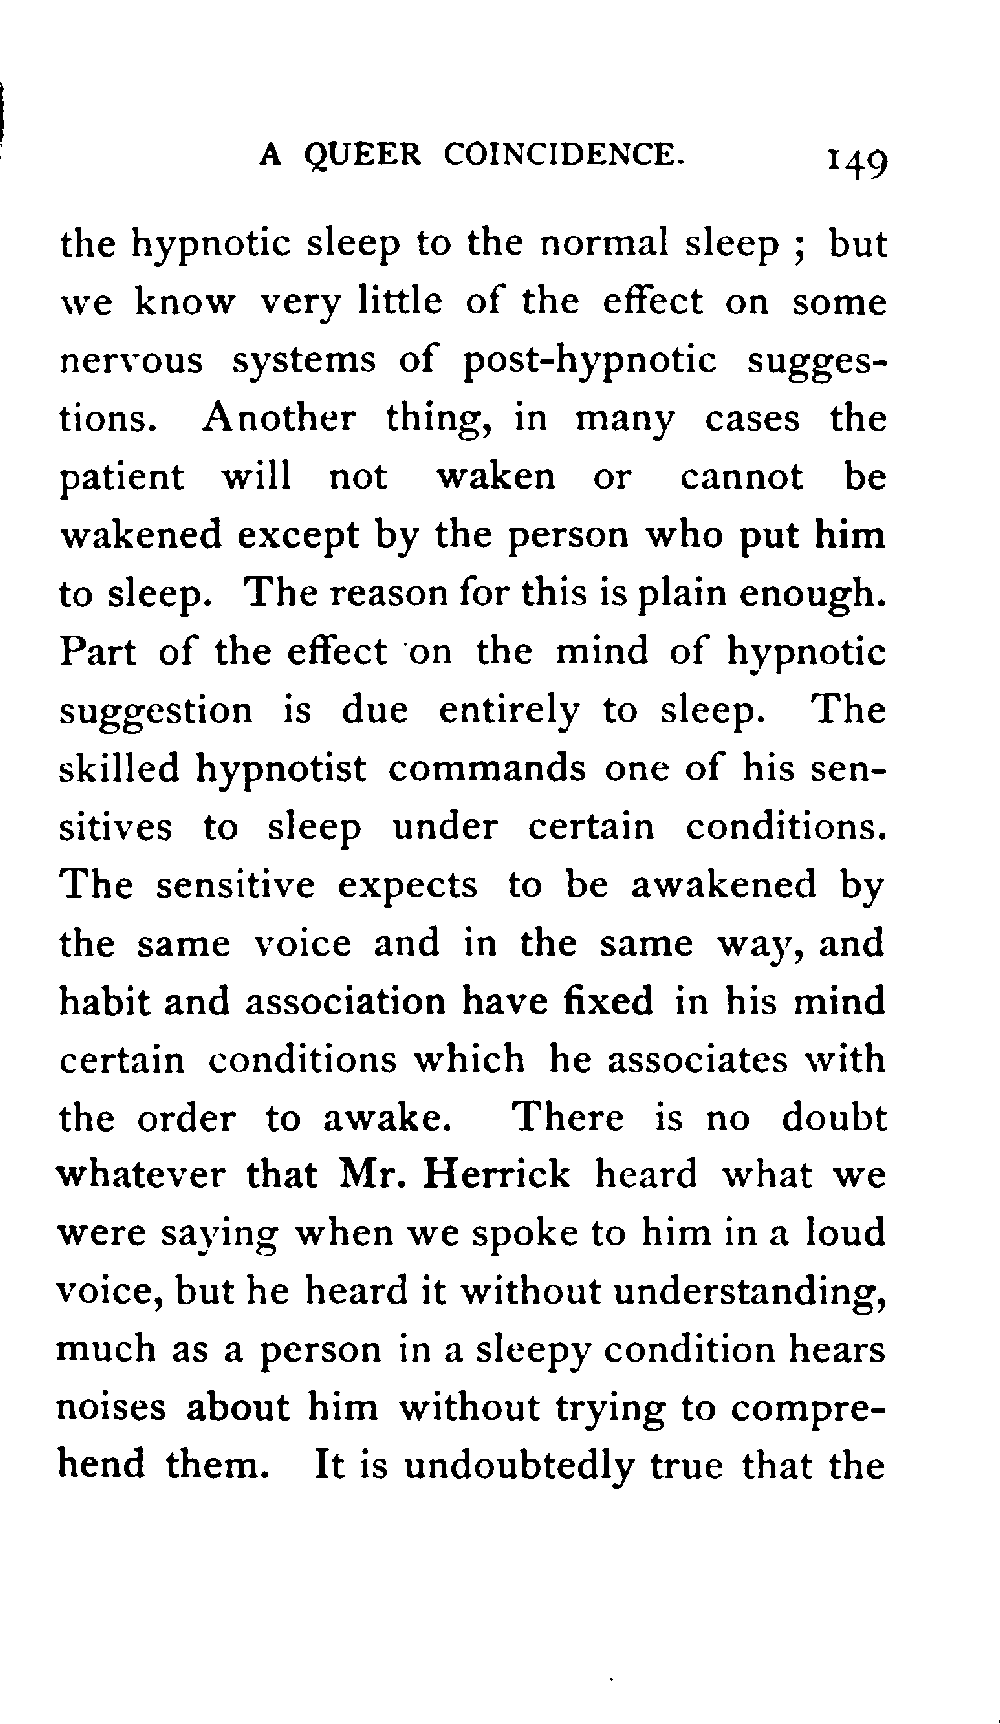 A QUEER COINCIDENCE. 149
the hypnotic sleep to the normal sleep ; but
we know very little of the effect on some
nervous systems of post-hypnotic sugges-
tions. Another thing, in many cases the
patient will not waken or cannot be
wakened except by the person who put him
to sleep. The reason for this is plain enough.
Part of the effect on the mind of hypnotic
suggestion is due entirely to sleep. The
skilled hypnotist commands one of his sen-
sitives to sleep under certain conditions.
The sensitive expects to be awakened by
the same voice and in the same way, and
habit and association have fixed in his mind
certain conditions which he associates with
the order to awake. There is no doubt
whatever that Mr. Herrick heard what we
were saying when we spoke to him in a loud
voice, but he heard it without understanding,
much as a person in a sleepy condition hears
noises about him without trying to compre-
hend them. It is undoubtedly true that the